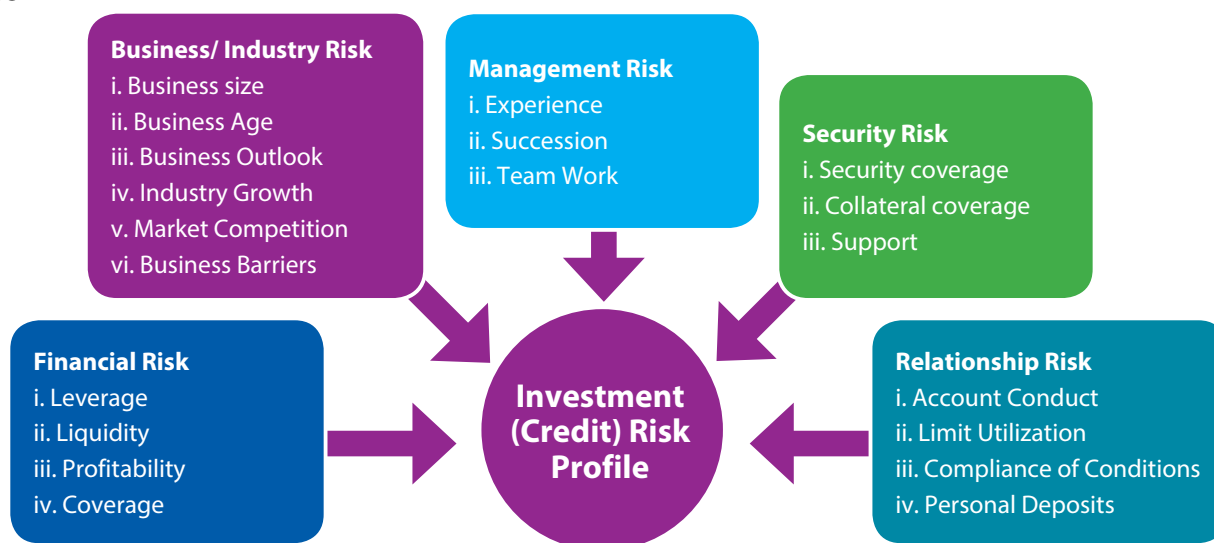 Business/ Industry Risk
i. Business size
ii. Business Age
iii. Business Outlook
iv. Industry Growth
v. Market Competition
vi. Business Barriers
Management Risk
i. Experience
ii. Succession
iii. Team Work
Security Risk
i. Security coverage
ii. Collateral coverage
iii. Support
Financial Risk
i. Leverage
ii. Liquidity
iii. Profitability
iv. Coverage
Investment
(Credit) Risk
Profile
Relationship Risk
i. Account Conduct
ii. Limit Utilization
iii. Compliance of Conditions
iv. Personal Deposits